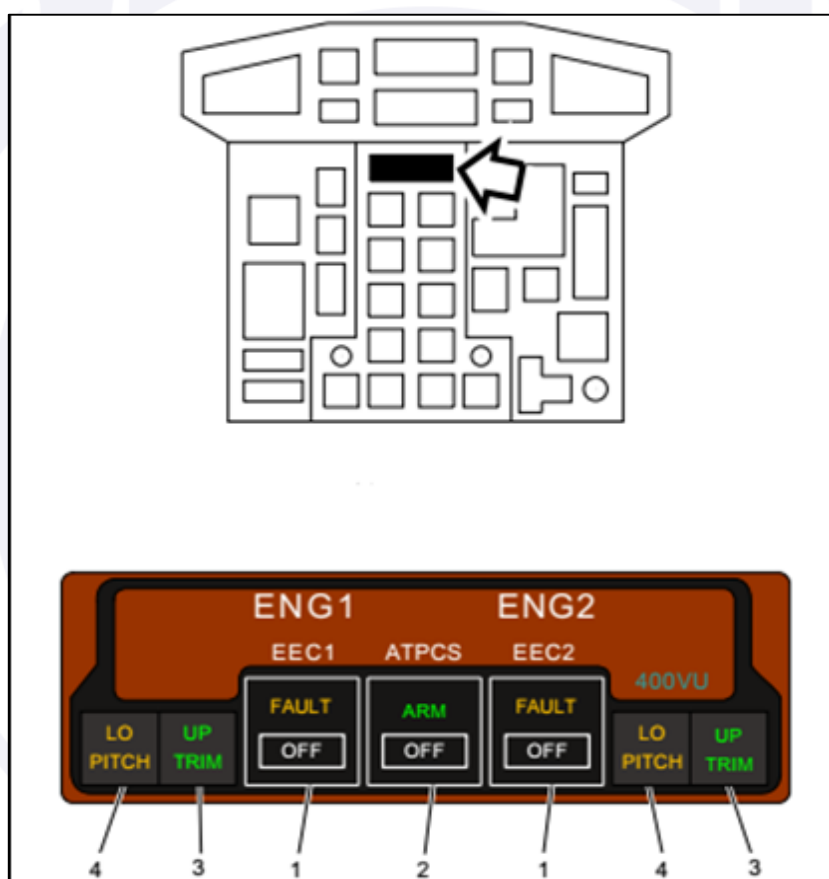 ENG1 ENG2
EEC1 ATPCS EEC2
400VU
FAULT ARM FAULT
LO UP OFF OFF OFF LO UP
PITCH TRIM PITCH TRIM
4 3 1 2 1 4 3